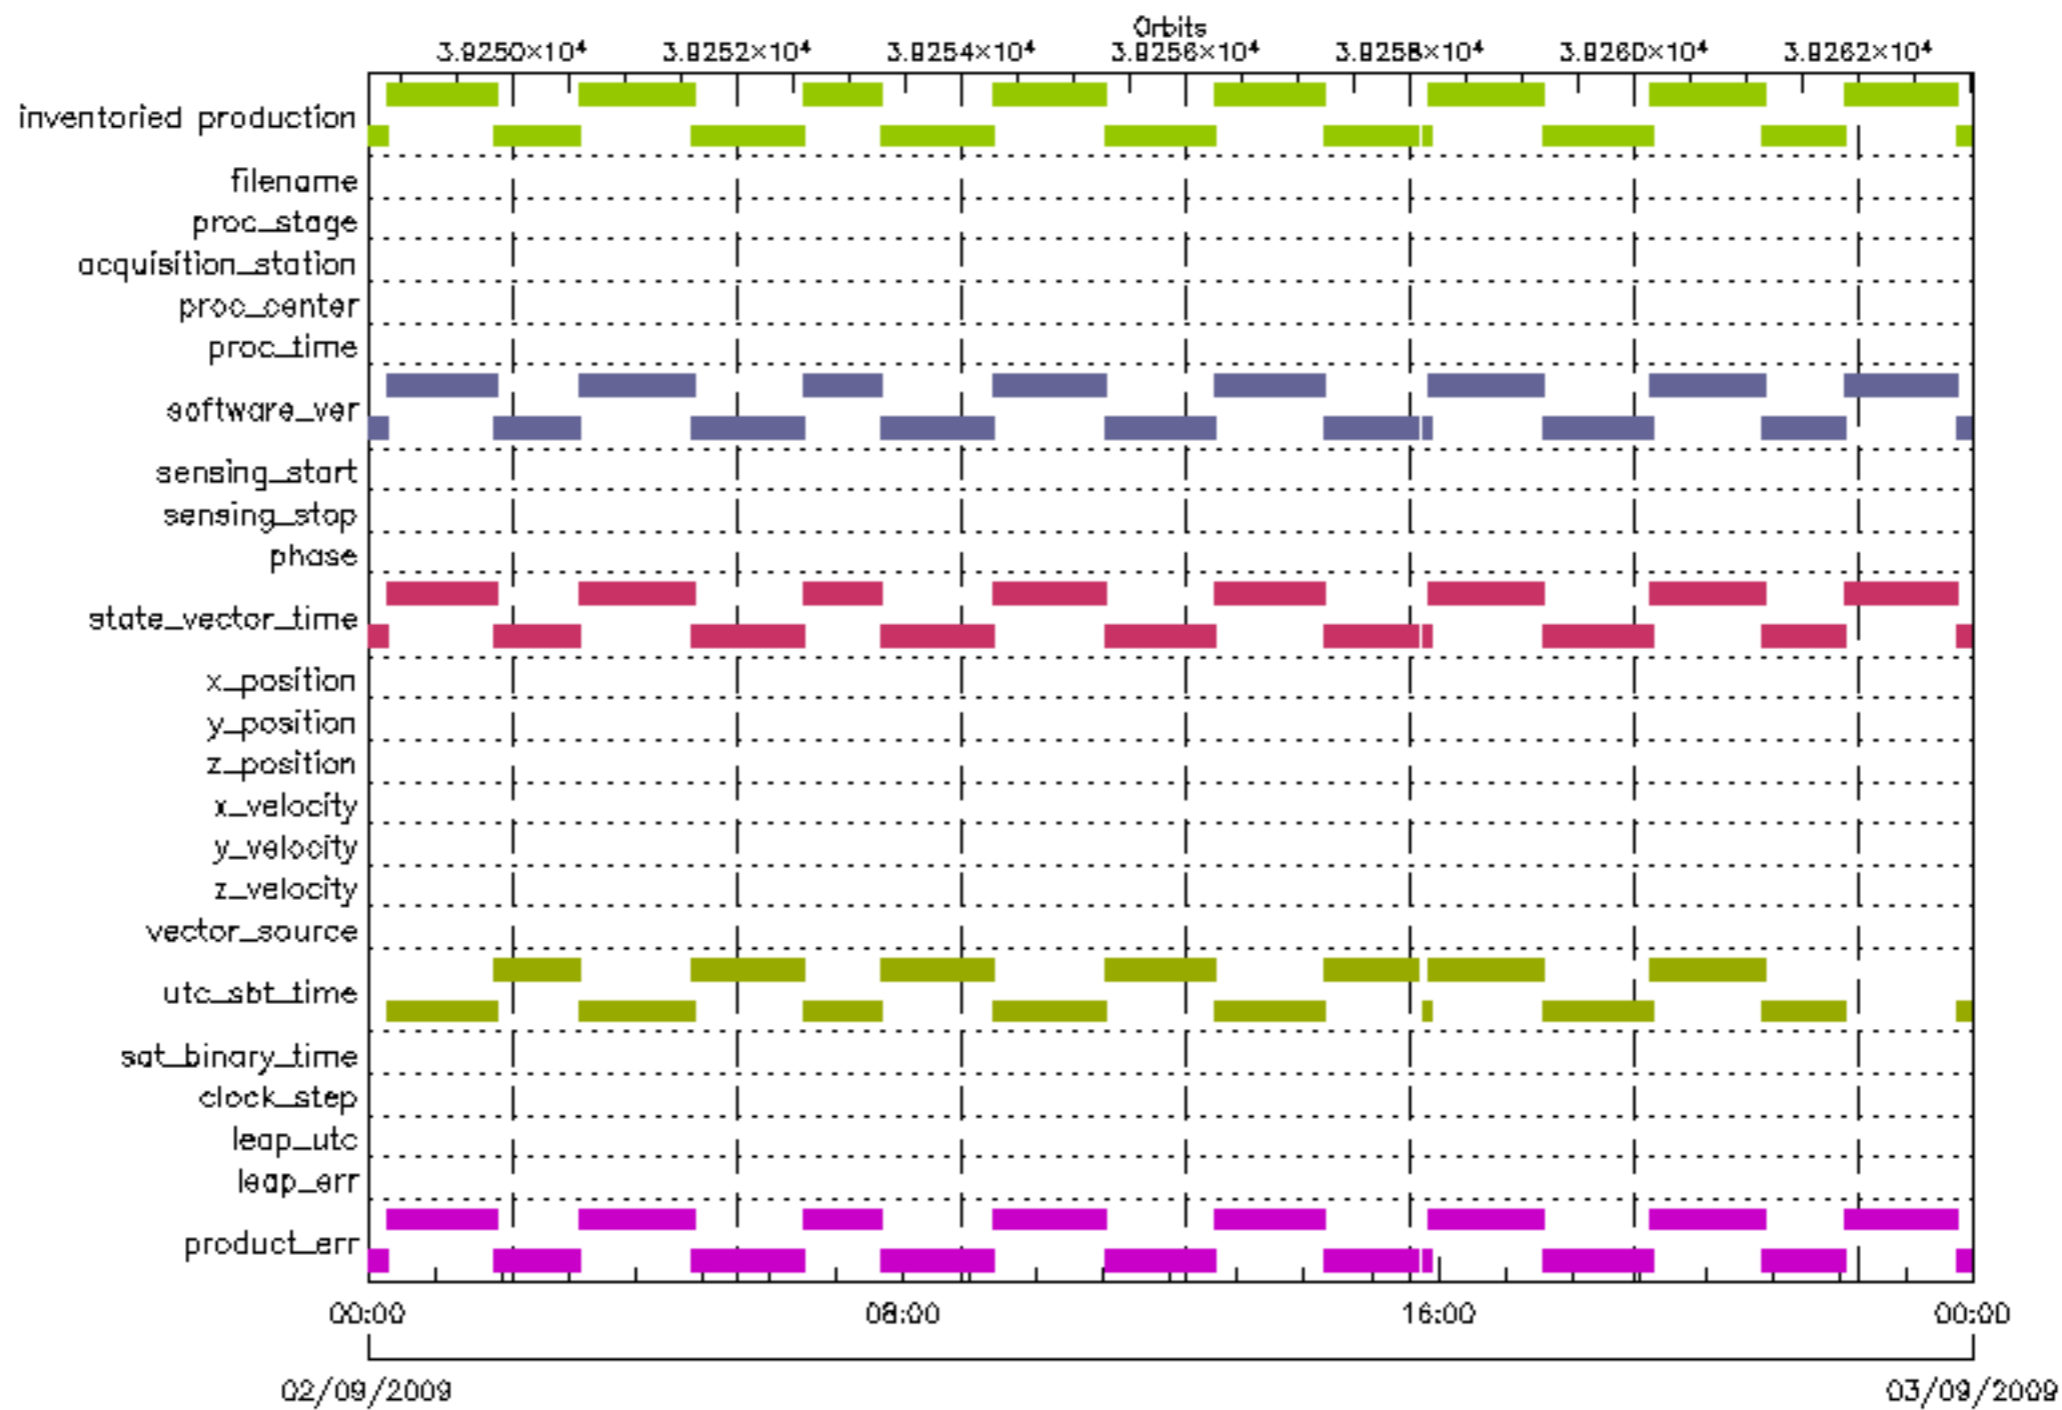 Orbits
3.9250×10⁴ 3.9252×10⁴ 3.9254×10⁴ 3.9256×10⁴ 3.9258×10⁴ 3.9260×10⁴ 3.9262×10⁴
inventoried production
filename
proc_stage
acquisition_station
proc_center
proc_time
software_ver
sensing_start
sensing_stop
phase
state_vector_time
x_position
y_position
z_position
x_velocity
y_velocity
z_velocity
vector_source
utc_sbt_time
sat_binary_time
clock_step
leap_utc
leap_err
product_err
00:00 08:00 16:00 00:00
02/09/2009 03/09/2009